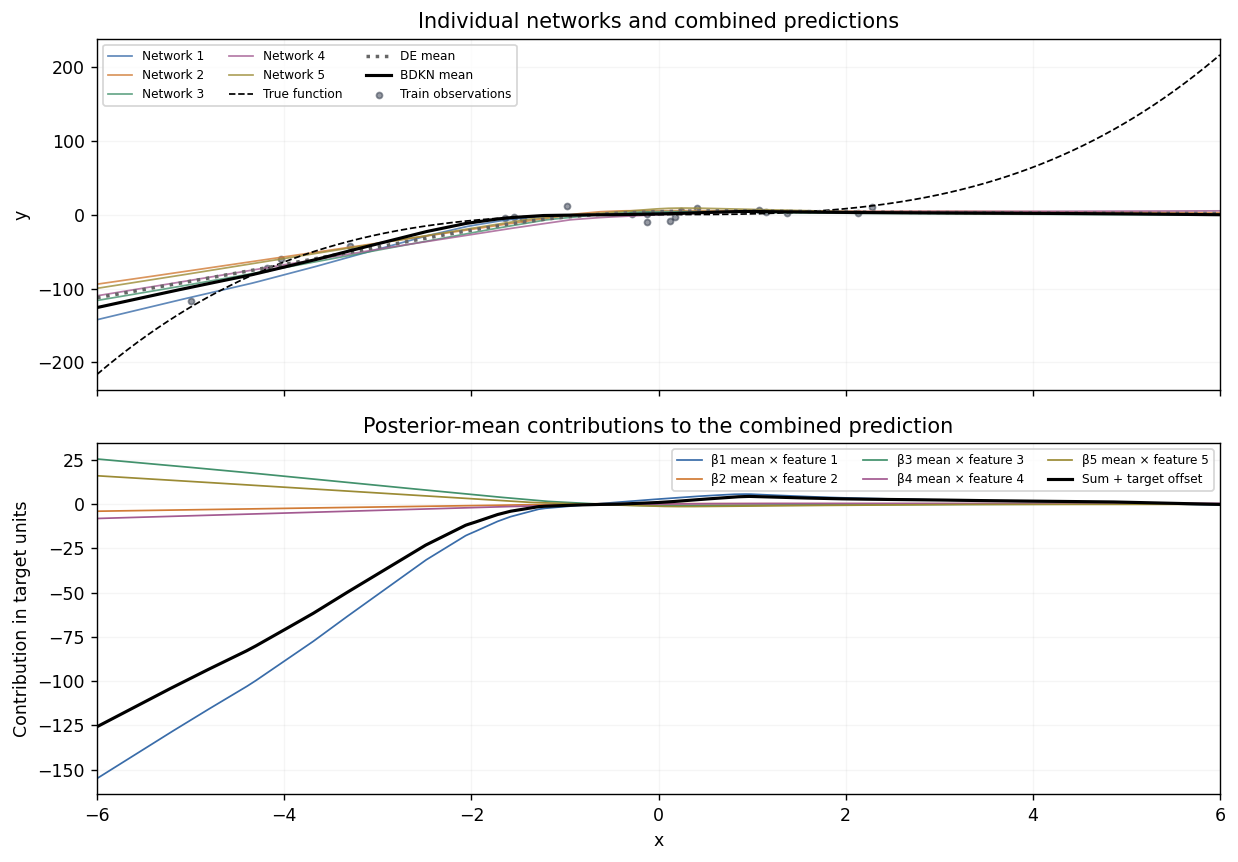 Individual networks and combined predictions
200
100
0
−100
−200
y
Network 1
Network 2
Network 3
Network 4
Network 5
True function
DE mean
BDKN mean
Train observations
Posterior-mean contributions to the combined prediction
25
0
−25
−50
−75
−100
−125
−150
Contribution in target units
β1 mean × feature 1
β2 mean × feature 2
β3 mean × feature 3
β4 mean × feature 4
β5 mean × feature 5
Sum + target offset
−6
−4
−2
0
2
4
6
x